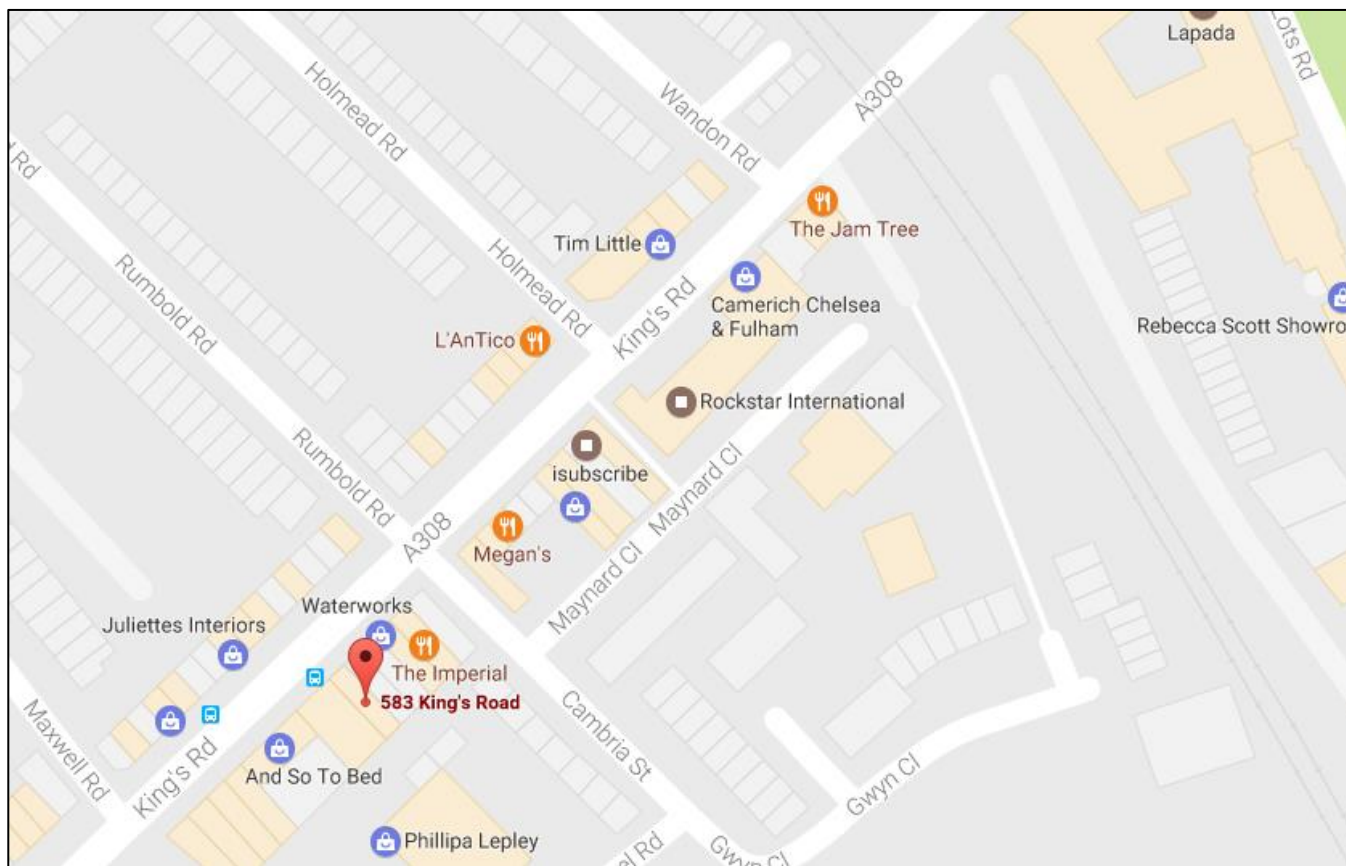 Lapada
Lots Rd
A308
Holmead Rd
Wandon Rd
The Jam Tree
Tim Little
Holmead Rd
Camerich Chelsea
& Fulham
Rebecca Scott Showro
Rumbold Rd
L'AnTico
King's Rd
Rockstar International
Rumbold Rd
isubscribe
Maynard Cl
A308
Megan's
Maynard Cl
Waterworks
Juliettes Interiors
The Imperial
583 King's Road
Cambria St
Maxwell Rd
King's Rd
And So To Bed
Gwyn Cl
Phillipa Lepley
Gwyn Cl
Rd
Rd